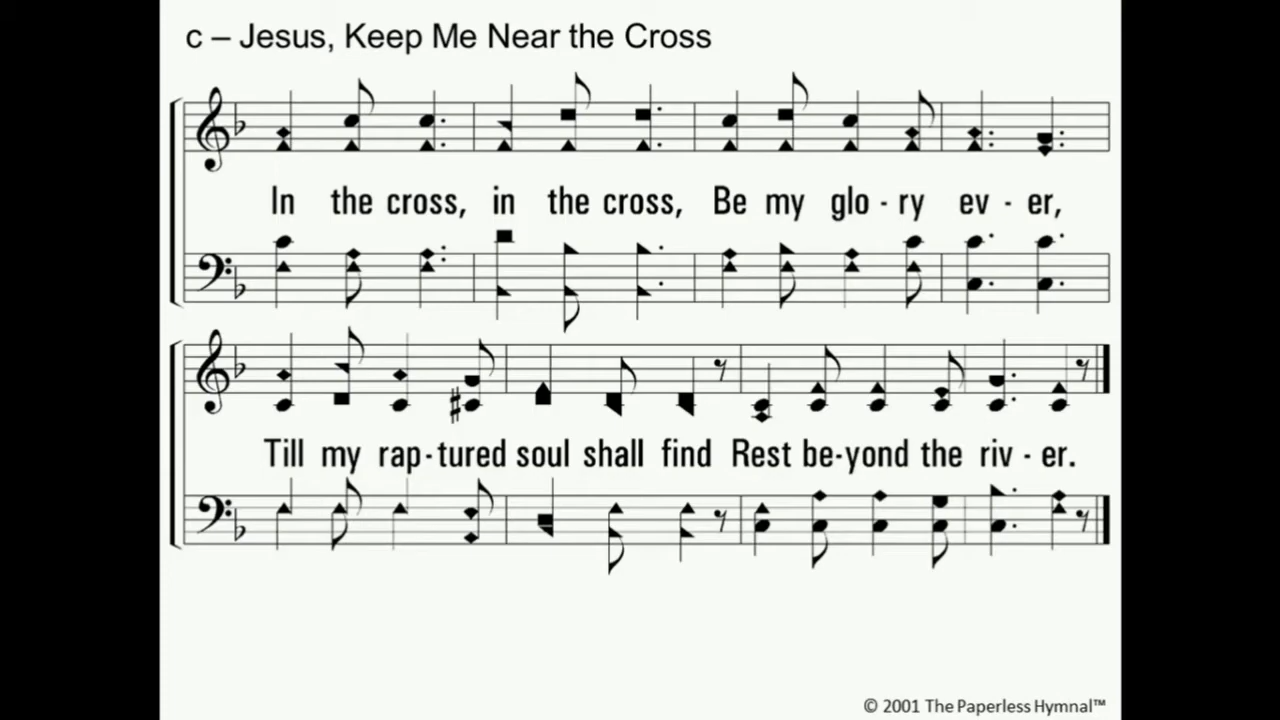 c – Jesus, Keep Me Near the Cross
In the cross, in the cross, Be my glo - ry ev - er,
Till my rap - tured soul shall find Rest be - yond the riv - er.
© 2001 The Paperless Hymnal™